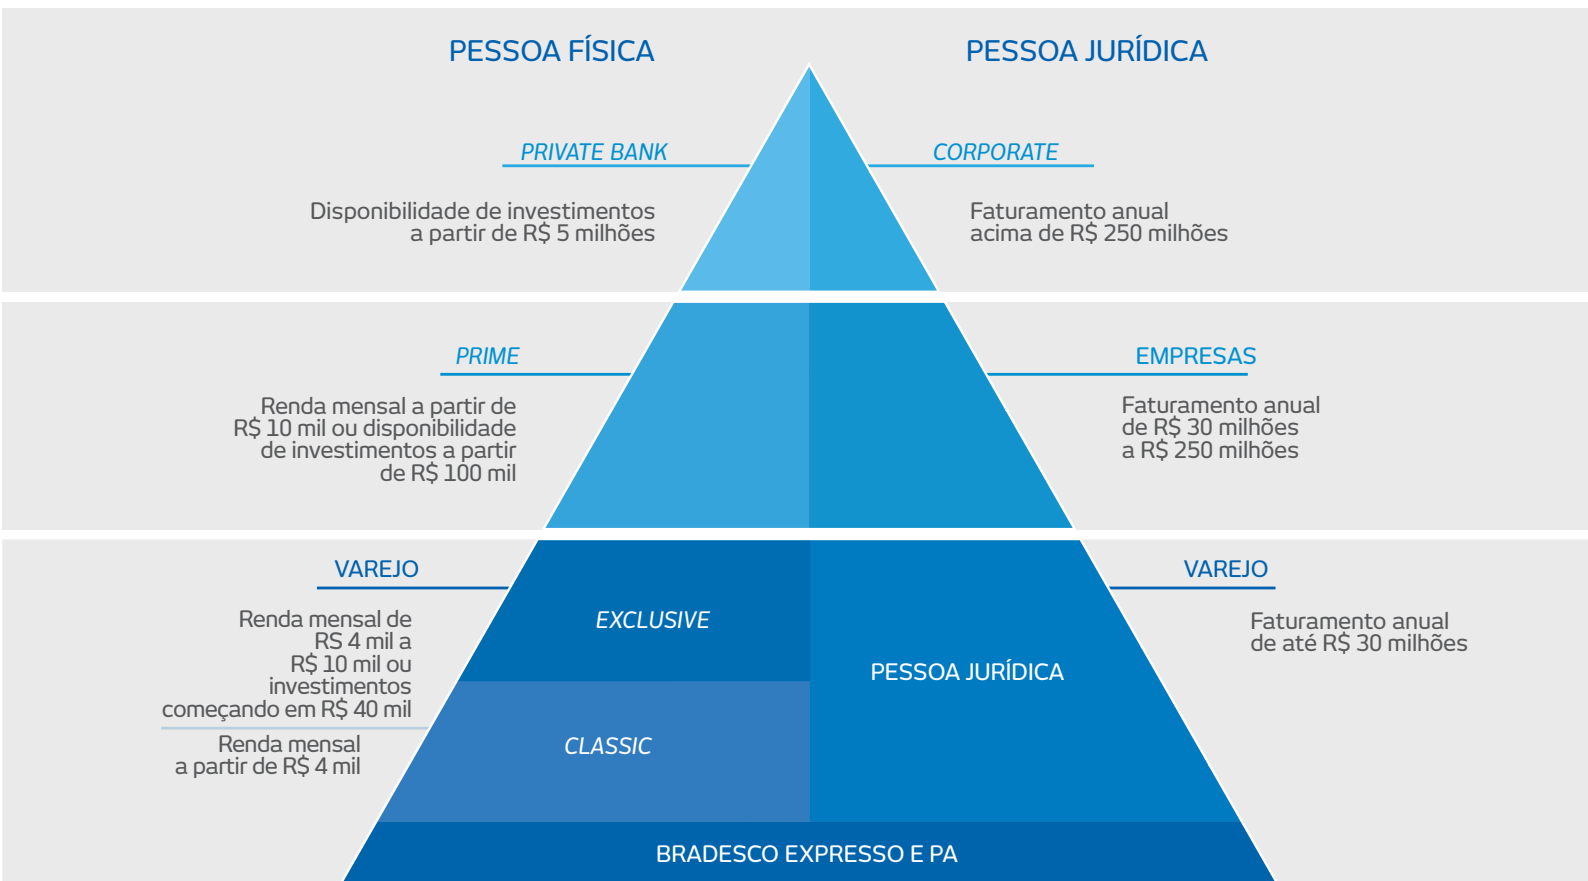 PESSOA FÍSICA
PESSOA JURÍDICA
PRIVATE BANK
Disponibilidade de investimentos
a partir de R$ 5 milhões
CORPORATE
Faturamento anual
acima de R$ 250 milhões
PRIME
Renda mensal a partir de
R$ 10 mil ou disponibilidade
de investimentos a partir
de R$ 100 mil
EMPRESAS
Faturamento anual
de R$ 30 milhões
a R$ 250 milhões
VAREJO
Renda mensal de
RS 4 mil a
R$ 10 mil ou
investimentos
começando em R$ 40 mil
Renda mensal
a partir de R$ 4 mil
EXCLUSIVE
CLASSIC
PESSOA JURÍDICA
VAREJO
Faturamento anual
de até R$ 30 milhões
BRADESCO EXPRESSO E PA